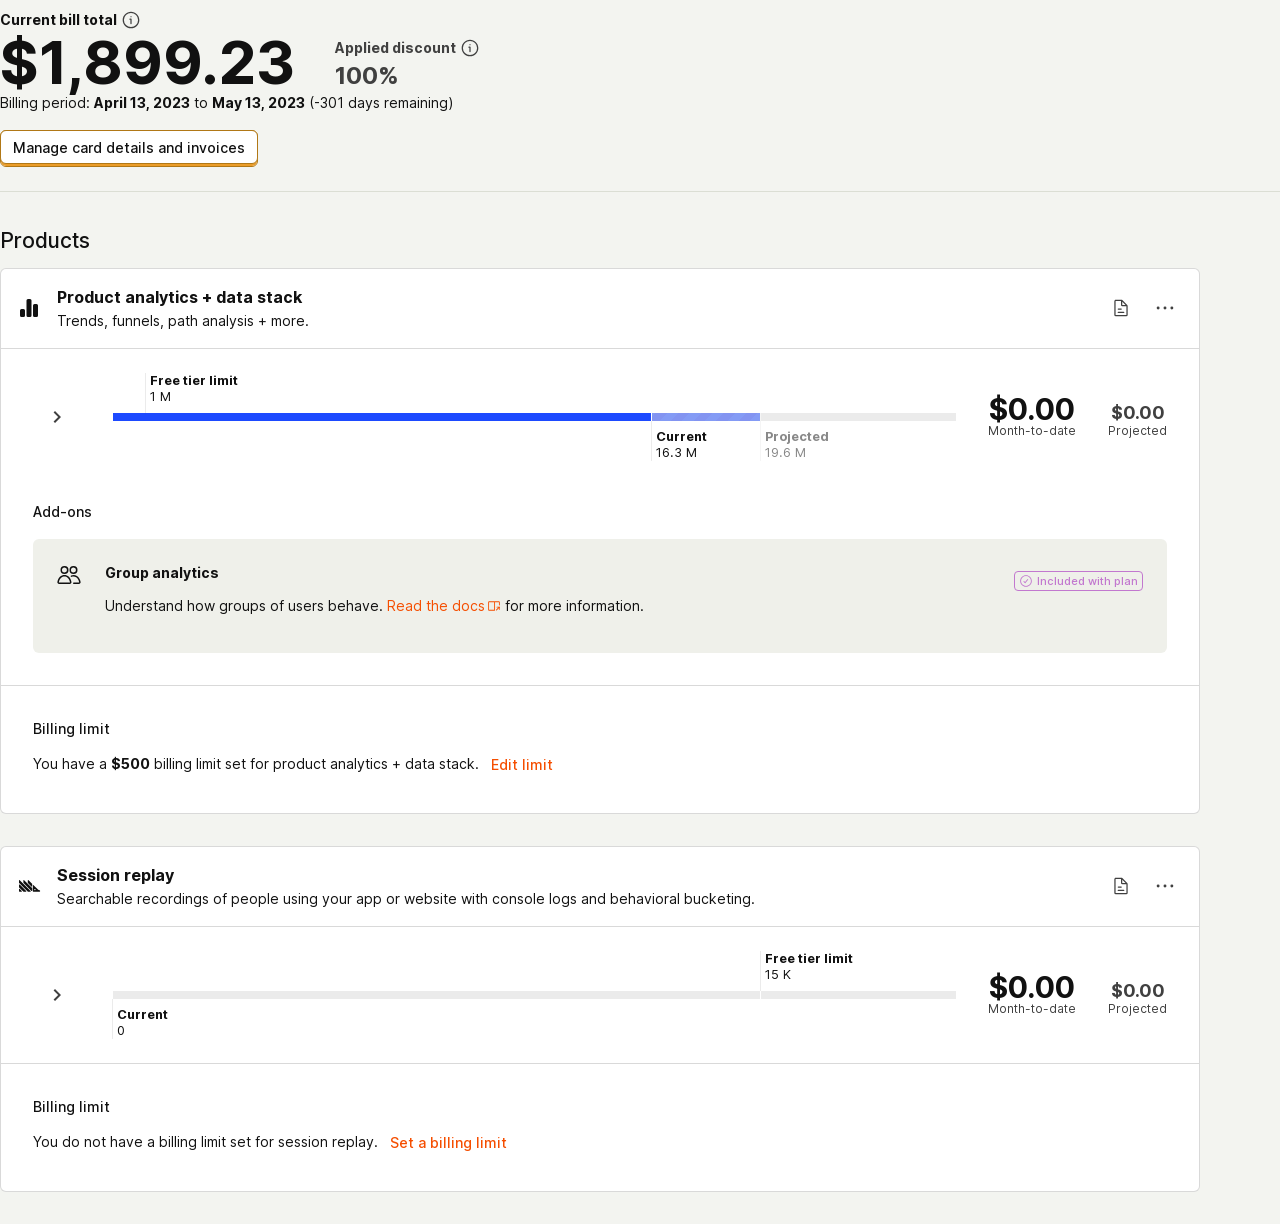 Current bill total
$1,899.23
Applied discount
100%
Billing period: April 13, 2023 to May 13, 2023 (-301 days remaining)
Manage card details and invoices
Products
Product analytics + data stack
Trends, funnels, path analysis + more.
Free tier limit
1 M
Current
16.3 M
Projected
19.6 M
$0.00
Month-to-date
$0.00
Projected
Add-ons
Group analytics
Included with plan
Understand how groups of users behave. Read the docs for more information.
Billing limit
You have a $500 billing limit set for product analytics + data stack. Edit limit
Session replay
Searchable recordings of people using your app or website with console logs and behavioral bucketing.
Free tier limit
15 K
Current
0
$0.00
Month-to-date
$0.00
Projected
Billing limit
You do not have a billing limit set for session replay. Set a billing limit